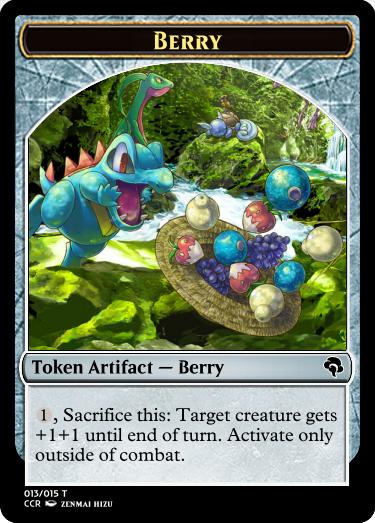 Berry
Token Artifact — Berry
1, Sacrifice this: Target creature gets
+1+1 until end of turn. Activate only
outside of combat.
013/015 T
CCR ZENMAI HIZU